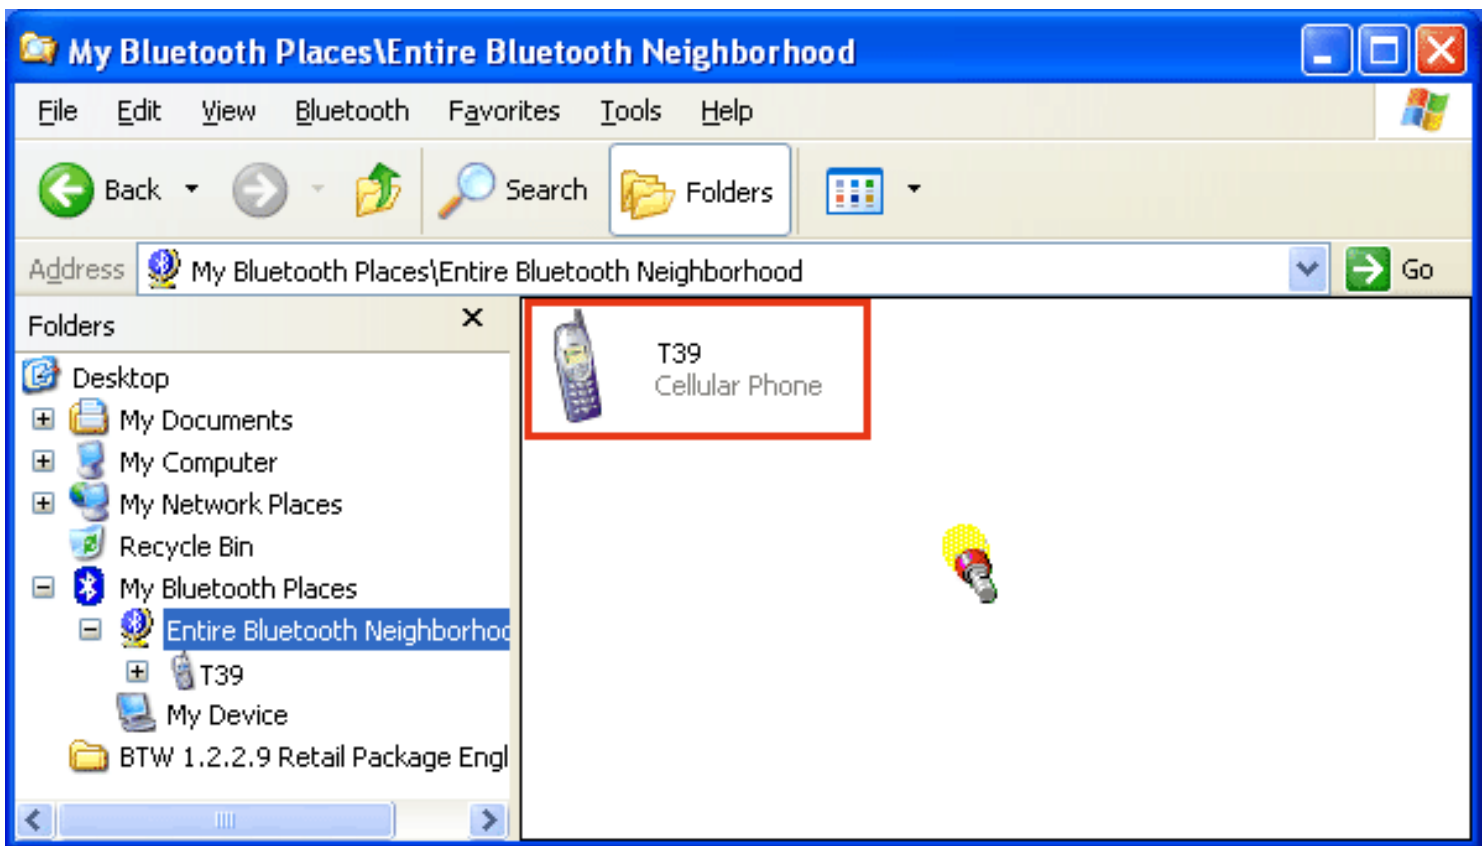 My Bluetooth Places\Entire Bluetooth Neighborhood
File Edit View Bluetooth Favorites Tools Help
Back Search Folders
Address My Bluetooth Places\Entire Bluetooth Neighborhood Go
Folders
Desktop
My Documents
My Computer
My Network Places
Recycle Bin
My Bluetooth Places
Entire Bluetooth Neighborhoo
T39
My Device
BTW 1.2.2.9 Retail Package Engl
T39
Cellular Phone